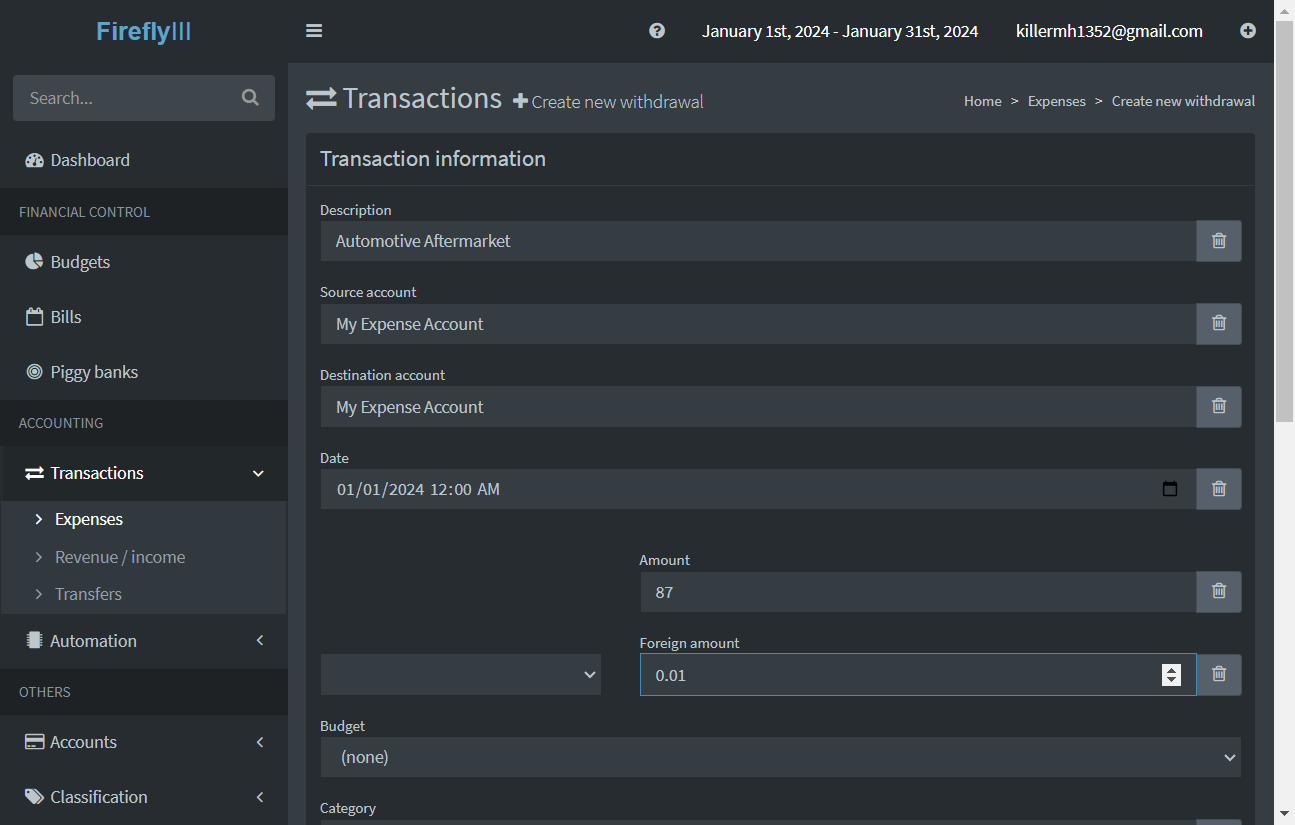 FireflyIII
January 1st, 2024 - January 31st, 2024
killermh1352@gmail.com
Search...
Dashboard
FINANCIAL CONTROL
Budgets
Bills
Piggy banks
ACCOUNTING
Transactions
Expenses
Revenue / income
Transfers
Automation
OTHERS
Accounts
Classification
Transactions Create new withdrawal
Home > Expenses > Create new withdrawal
Transaction information
Description
Automotive Aftermarket
Source account
My Expense Account
Destination account
My Expense Account
Date
01/01/2024 12:00 AM
Amount
87
Foreign amount
0.01
Budget
(none)
Category